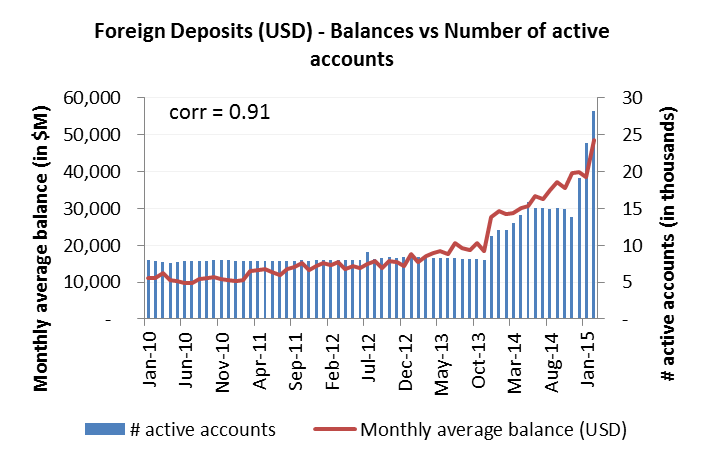 Foreign Deposits (USD) - Balances vs Number of active
accounts
corr = 0.91
Monthly average balance (in $M)
60,000
50,000
40,000
30,000
20,000
10,000
-
30
25
20
15
10
5
-
# active accounts (in thousands)
Jan-10
Jun-10
Nov-10
Apr-11
Sep-11
Feb-12
Jul-12
Dec-12
May-13
Oct-13
Mar-14
Aug-14
Jan-15
# active accounts
Monthly average balance (USD)